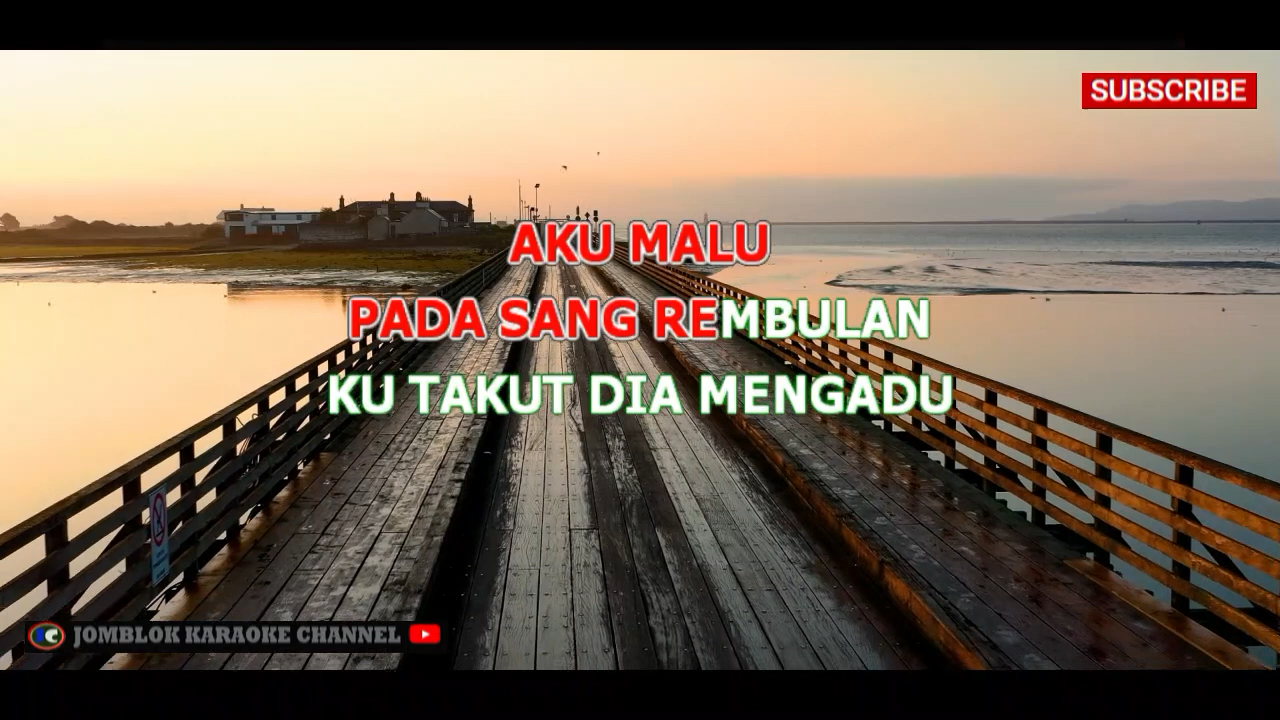 SUBSCRIBE
AKU MALU
PADA SANG REMBULAN
KU TAKUT DIA MENGADU
JOMBLOK KARAOKE CHANNEL